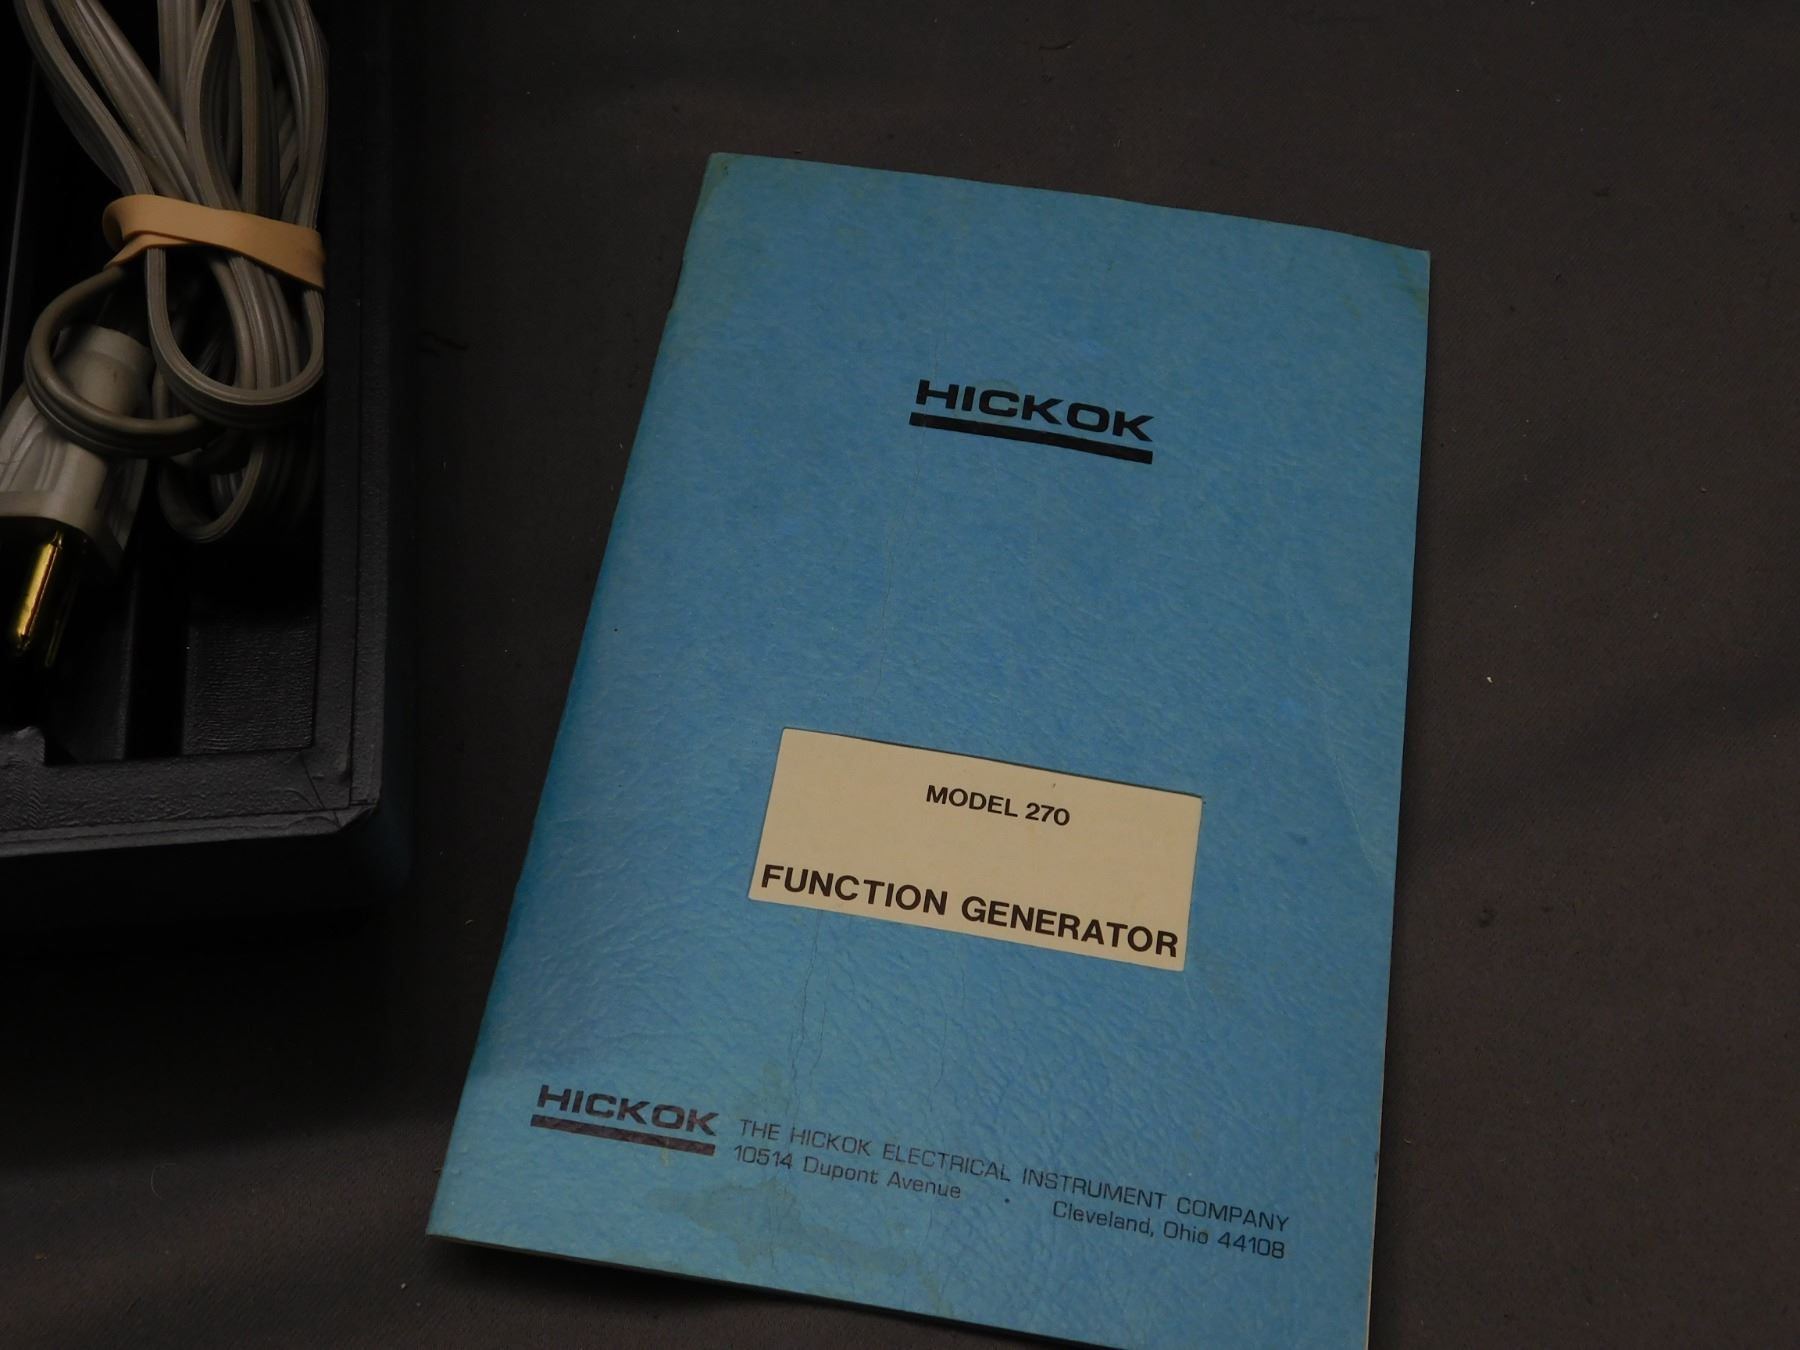 HICKOK
MODEL 270
FUNCTION GENERATOR
HICKOK
THE HICKOK ELECTRICAL INSTRUMENT COMPANY
10514 Dupont Avenue . Cleveland, Ohio 44108